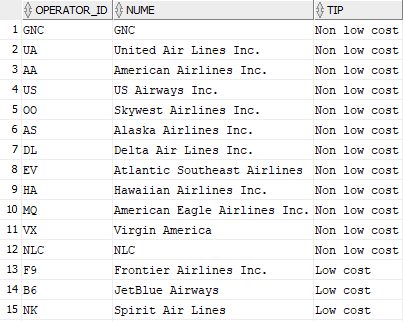 OPERATOR_ID NUME TIP
1 GNC GNC Non low cost
2 UA United Air Lines Inc. Non low cost
3 AA American Airlines Inc. Non low cost
4 US US Airways Inc. Non low cost
5 OO Skywest Airlines Inc. Non low cost
6 AS Alaska Airlines Inc. Non low cost
7 DL Delta Air Lines Inc. Non low cost
8 EV Atlantic Southeast Airlines Non low cost
9 HA Hawaiian Airlines Inc. Non low cost
10 MQ American Eagle Airlines Inc. Non low cost
11 VX Virgin America Non low cost
12 NLC NLC Non low cost
13 F9 Frontier Airlines Inc. Low cost
14 B6 JetBlue Airways Low cost
15 NK Spirit Air Lines Low cost